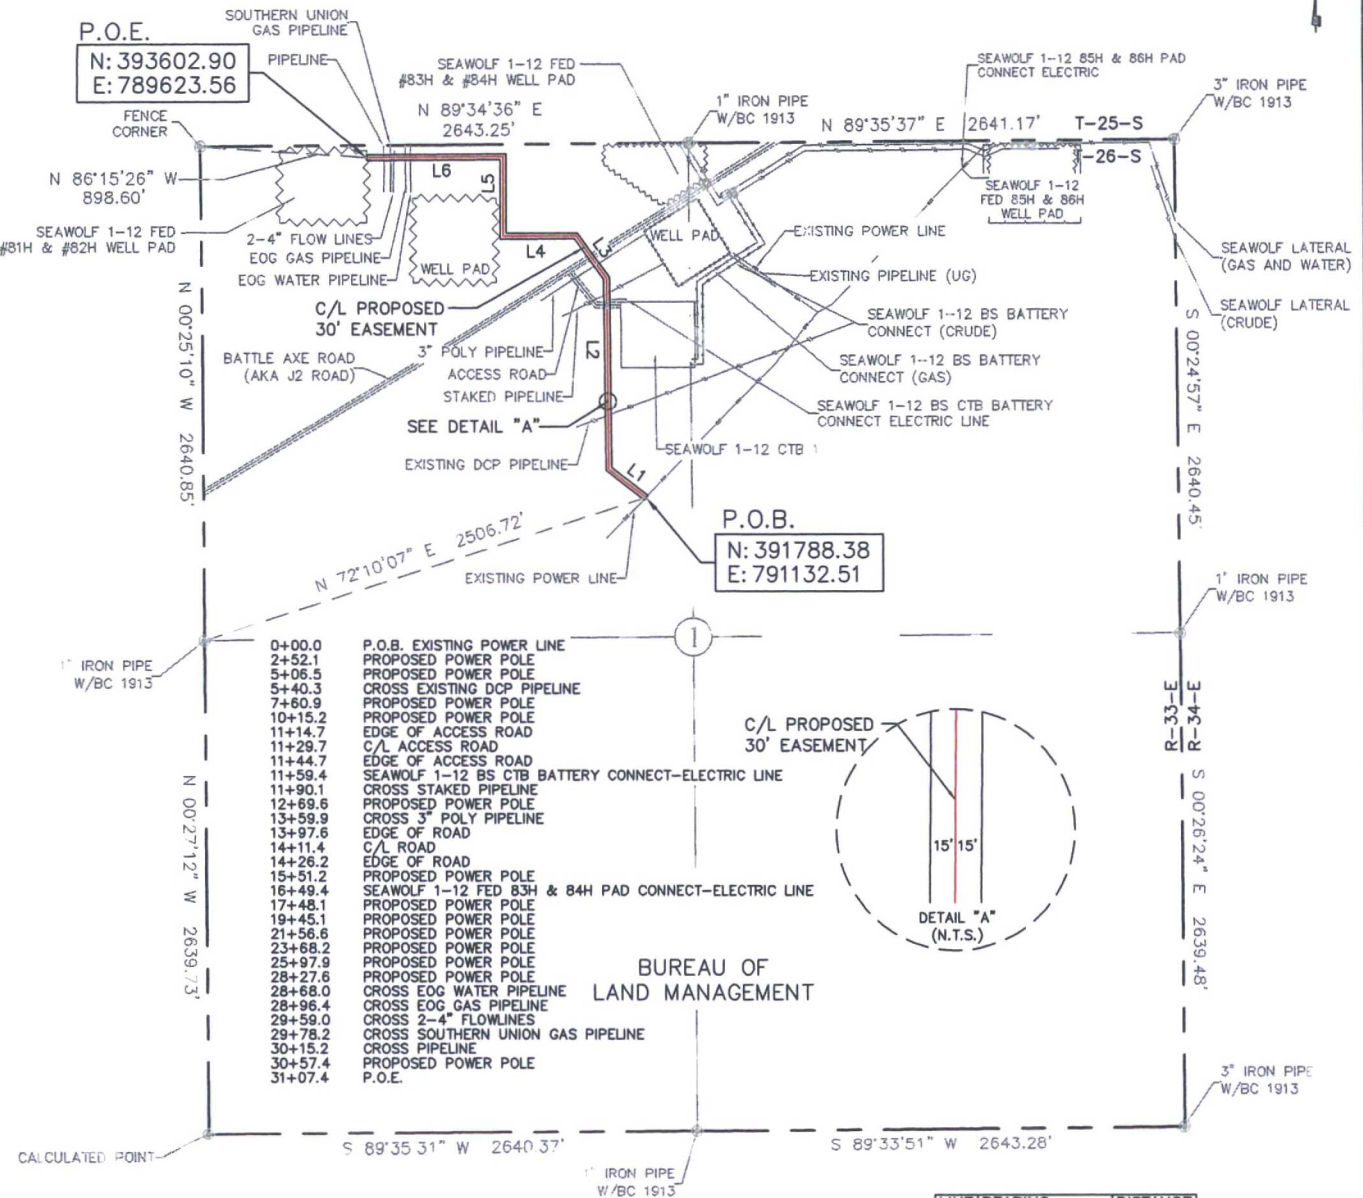 SOUTHERN UNION
GAS PIPELINE
P.O.E.
N: 393602.90
E: 789623.56
PIPELINE
SEAWOLF 1-12 FED
#83H & #84H WELL PAD
SEAWOLF 1-12 85H & 86H PAD
CONNECT ELECTRIC
N 89°34'36" E
2643.25'
1" IRON PIPE
W/BC 1913
N 89°35'37" E 2641.17'
T-25-S
T-26-S
3" IRON PIPE
W/BC 1913
FENCE
CORNER
N 86°15'26" W
898.60'
SEAWOLF 1-12 FED
#81H & #82H WELL PAD
L6
L5
L4
L3
2-4" FLOW LINES
EOG GAS PIPELINE
EOG WATER PIPELINE
WELL PAD
WELL PAD
SEAWOLF 1-12
FED 85H & 86H
WELL PAD
EXISTING POWER LINE
EXISTING PIPELINE (UG)
SEAWOLF LATERAL
(GAS AND WATER)
SEAWOLF LATERAL
(CRUDE)
C/L PROPOSED
30' EASEMENT
BATTLE AXE ROAD
(AKA J2 ROAD)
3" POLY PIPELINE
ACCESS ROAD
STAKED PIPELINE
L2
SEAWOLF 1-12 BS BATTERY
CONNECT (CRUDE)
SEAWOLF 1-12 BS BATTERY
CONNECT (GAS)
SEAWOLF 1-12 BS CTB BATTERY
CONNECT ELECTRIC LINE
SEE DETAIL "A"
EXISTING DCP PIPELINE
SEAWOLF 1-12 CTB 1
L1
N 00°25'10" W 2640.85'
S 00°24'57" E 2640.45'
N 72°10'07" E 2506.72'
P.O.B.
N: 391788.38
E: 791132.51
EXISTING POWER LINE
1" IRON PIPE
W/BC 1913
1" IRON PIPE
W/BC 1913
1
R-33-E
R-34-E
0+00.0 P.O.B. EXISTING POWER LINE
2+52.1 PROPOSED POWER POLE
5+06.5 PROPOSED POWER POLE
5+40.3 CROSS EXISTING DCP PIPELINE
7+60.9 PROPOSED POWER POLE
10+15.2 PROPOSED POWER POLE
11+14.7 EDGE OF ACCESS ROAD
11+29.7 C/L ACCESS ROAD
11+44.7 EDGE OF ACCESS ROAD
11+59.4 SEAWOLF 1-12 BS CTB BATTERY CONNECT-ELECTRIC LINE
11+90.1 CROSS STAKED PIPELINE
12+69.6 PROPOSED POWER POLE
13+59.9 CROSS 3" POLY PIPELINE
13+97.6 EDGE OF ROAD
14+11.4 C/L ROAD
14+26.2 EDGE OF ROAD
15+51.2 PROPOSED POWER POLE
16+49.4 SEAWOLF 1-12 FED 83H & 84H PAD CONNECT-ELECTRIC LINE
17+48.1 PROPOSED POWER POLE
19+45.1 PROPOSED POWER POLE
21+56.6 PROPOSED POWER POLE
23+68.2 PROPOSED POWER POLE
25+97.9 PROPOSED POWER POLE
28+27.6 PROPOSED POWER POLE
28+68.0 CROSS EOG WATER PIPELINE
28+96.4 CROSS EOG GAS PIPELINE
29+59.0 CROSS 2-4" FLOWLINES
29+78.2 CROSS SOUTHERN UNION GAS PIPELINE
30+15.2 CROSS PIPELINE
30+57.4 PROPOSED POWER POLE
31+07.4 P.O.E.
C/L PROPOSED
30' EASEMENT
15' 15'
DETAIL "A"
(N.T.S.)
BUREAU OF
LAND MANAGEMENT
N 00°27'12" W 2639.73'
S 00°26'24" E 2639.48'
3" IRON PIPE
W/BC 1913
CALCULATED POINT
S 89°35'31" W 2640.37'
1" IRON PIPE
W/BC 1913
S 89°33'51" W 2643.28'
LINE BEARING DISTANCE